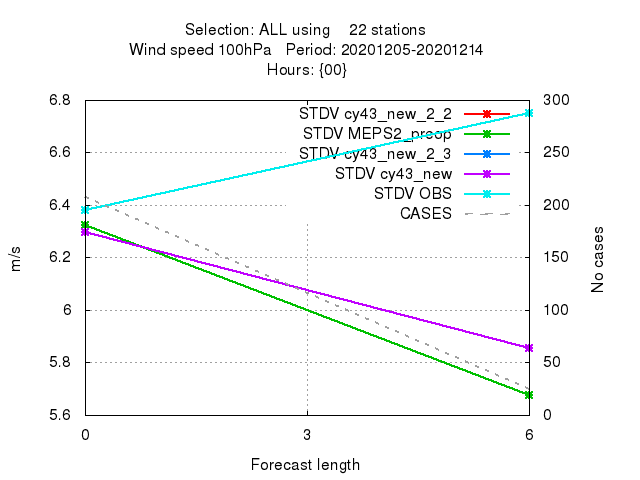 Selection: ALL using 22 stations
Wind speed 100hPa Period: 20201205-20201214
Hours: {00}
6.8
6.6
6.4
6.2
6
5.8
5.6
m/s
STDV cy43_new_2_2
STDV MEPS2_preop
STDV cy43_new_2_3
STDV cy43_new
STDV OBS
CASES
300
250
200
150
100
50
0
No cases
0 3 6
Forecast length